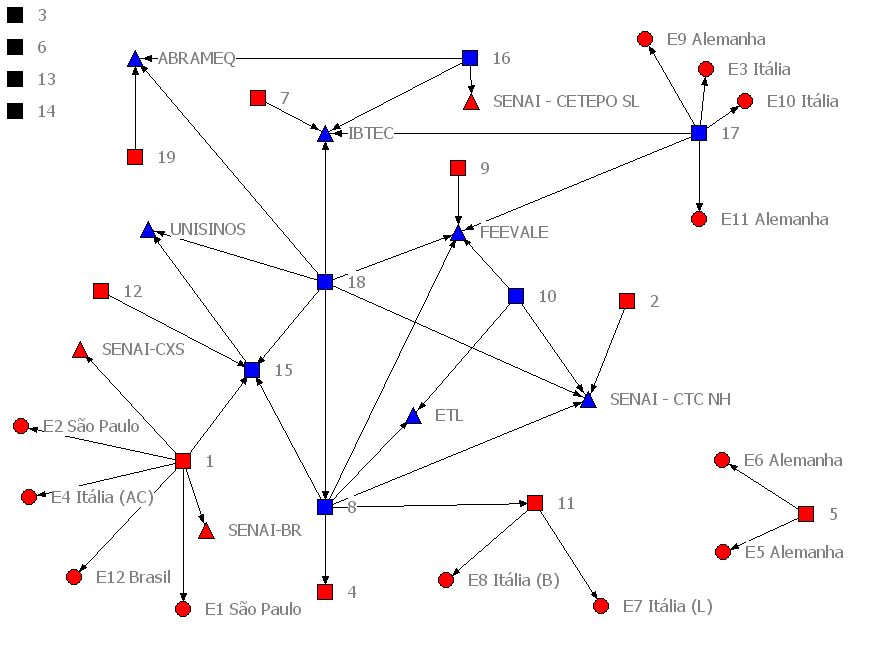 3
6
13
14
ABRAMEQ
16
E9 Alemanha
E3 Itália
7
SENAI - CETEPO SL
E10 Itália
IBTEC
17
19
9
E11 Alemanha
UNISINOS
FEEVALE
18
12
10
2
SENAI-CXS
15
SENAI - CTC NH
ETL
E2 São Paulo
1
E6 Alemanha
E4 Itália (AC)
8
11
5
SENAI-BR
E5 Alemanha
E12 Brasil
4
E8 Itália (B)
E1 São Paulo
E7 Itália (L)